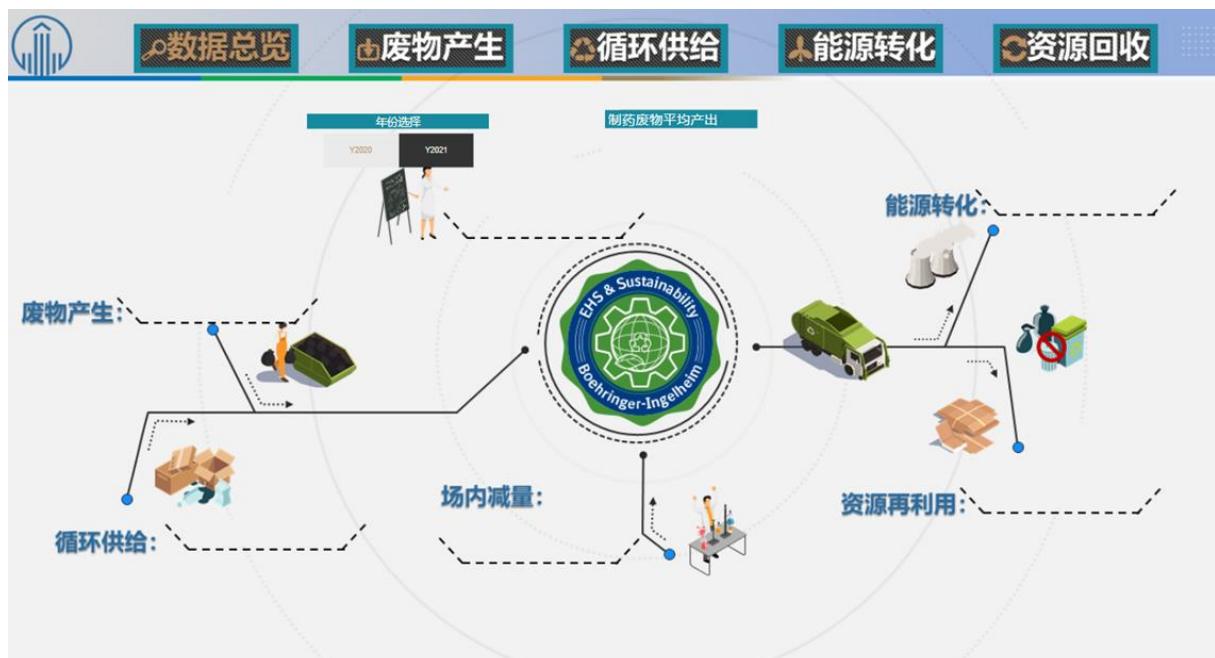 数据总览
废物产生
循环供给
能源转化
资源回收
年份选择
制药废物平均产出
Y2020
Y2021
能源转化:
废物产生:
EHS & Sustainability
Boehringer-Ingelheim
场内减量:
资源再利用:
循环供给: